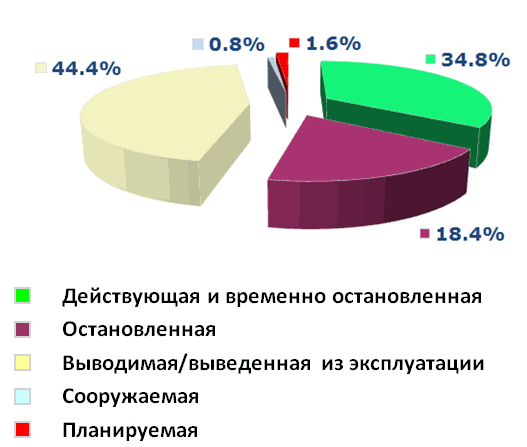 0.8% 1.6%
44.4% 34.8%
18.4%
Действующая и временно остановленная
Остановленная
Выводимая/выведенная из эксплуатации
Сооружаемая
Планируемая